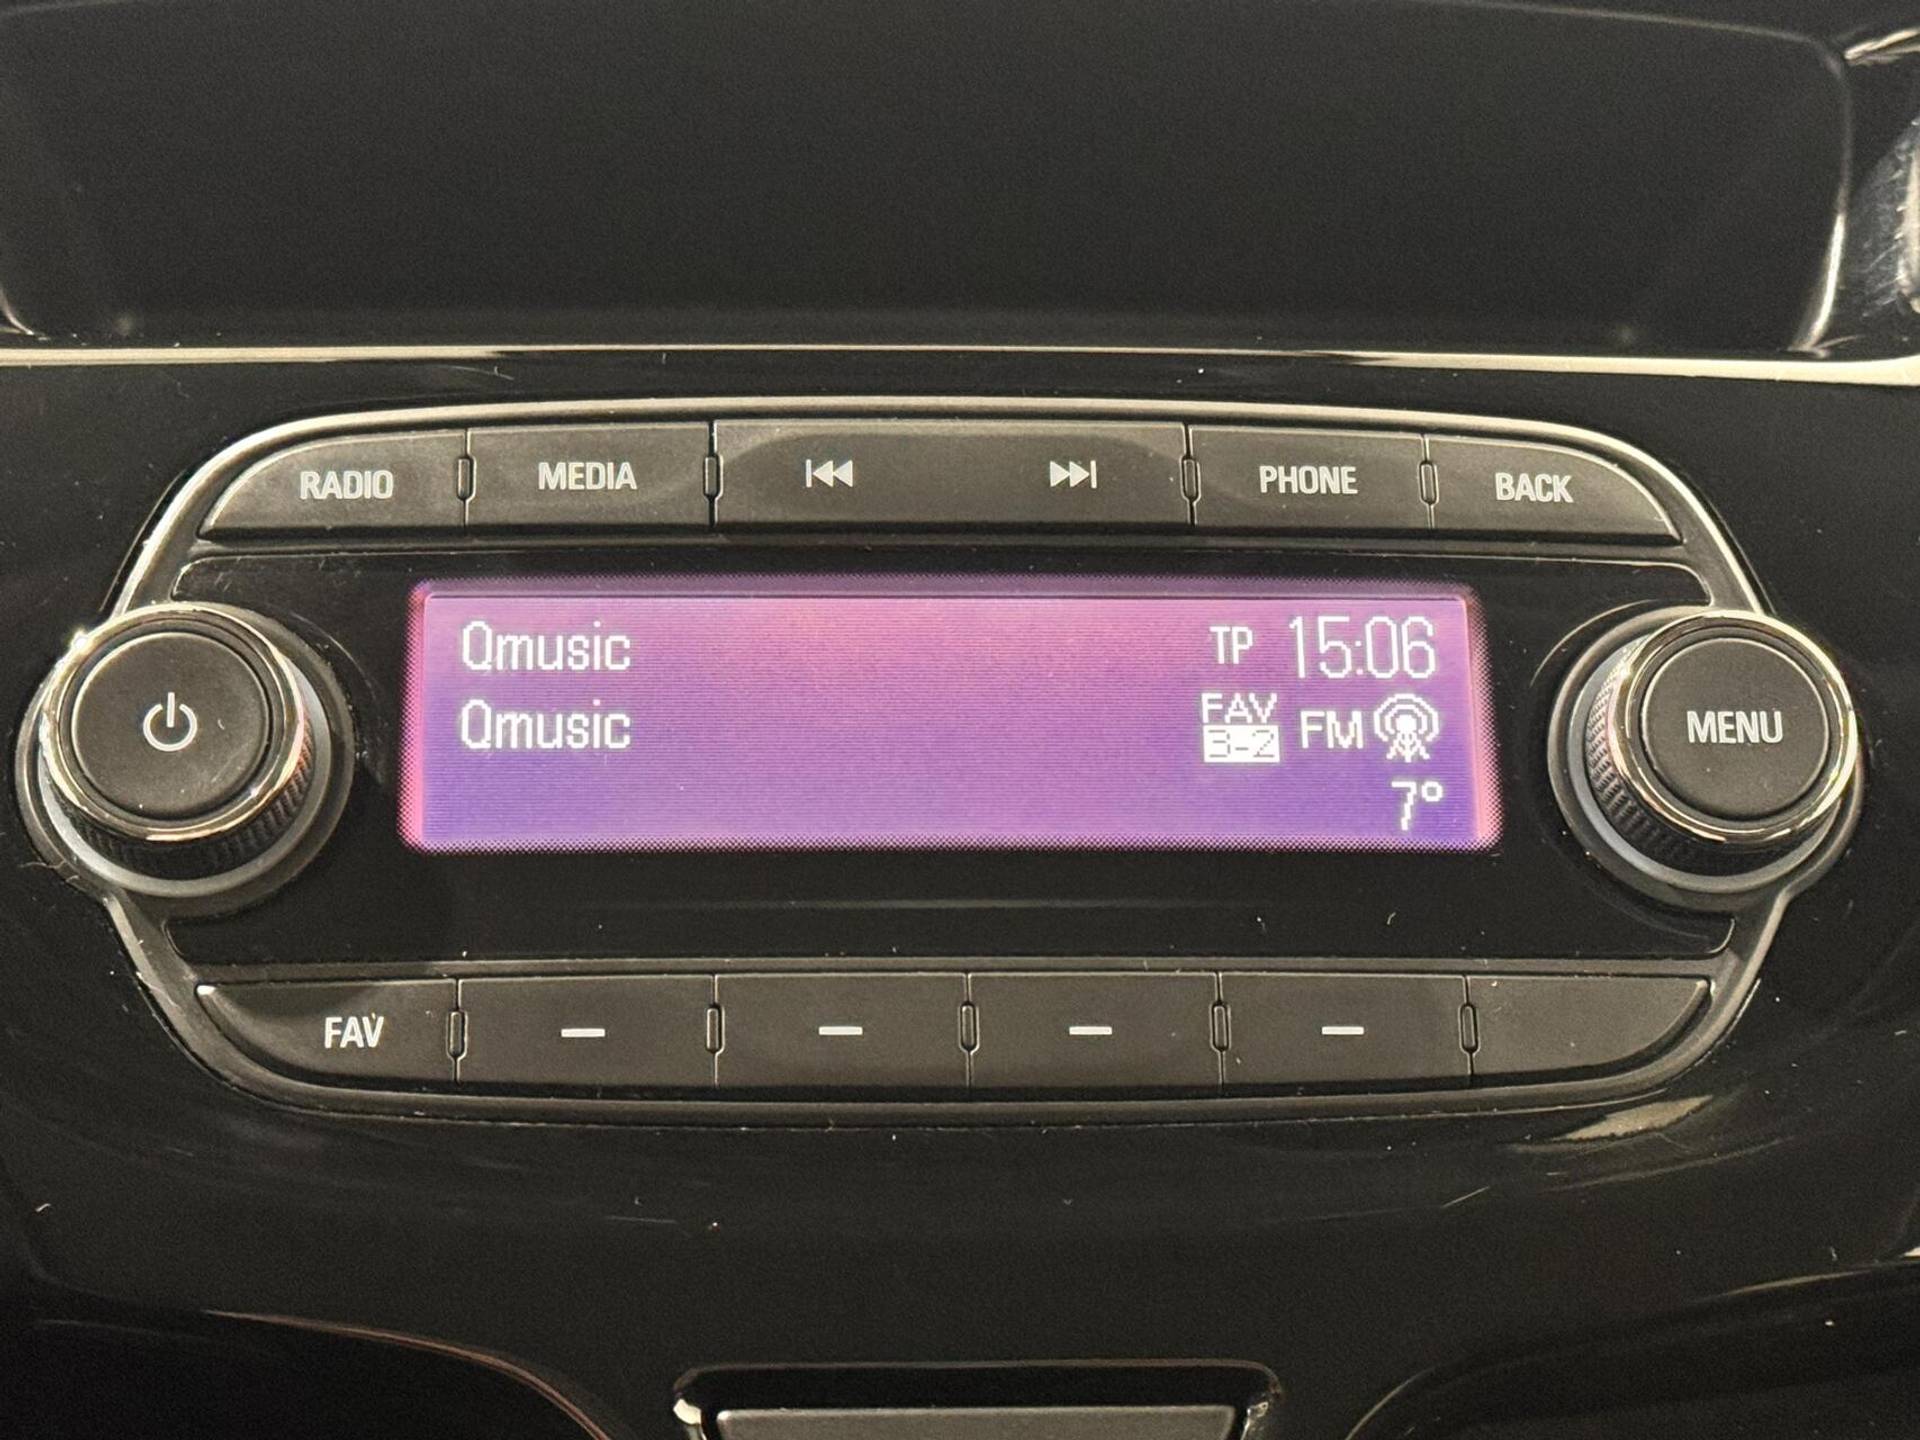 RADIO MEDIA PHONE BACK
Qmusic TP 15:06
Qmusic FAV 3-2 FM
7°
MENU
FAV